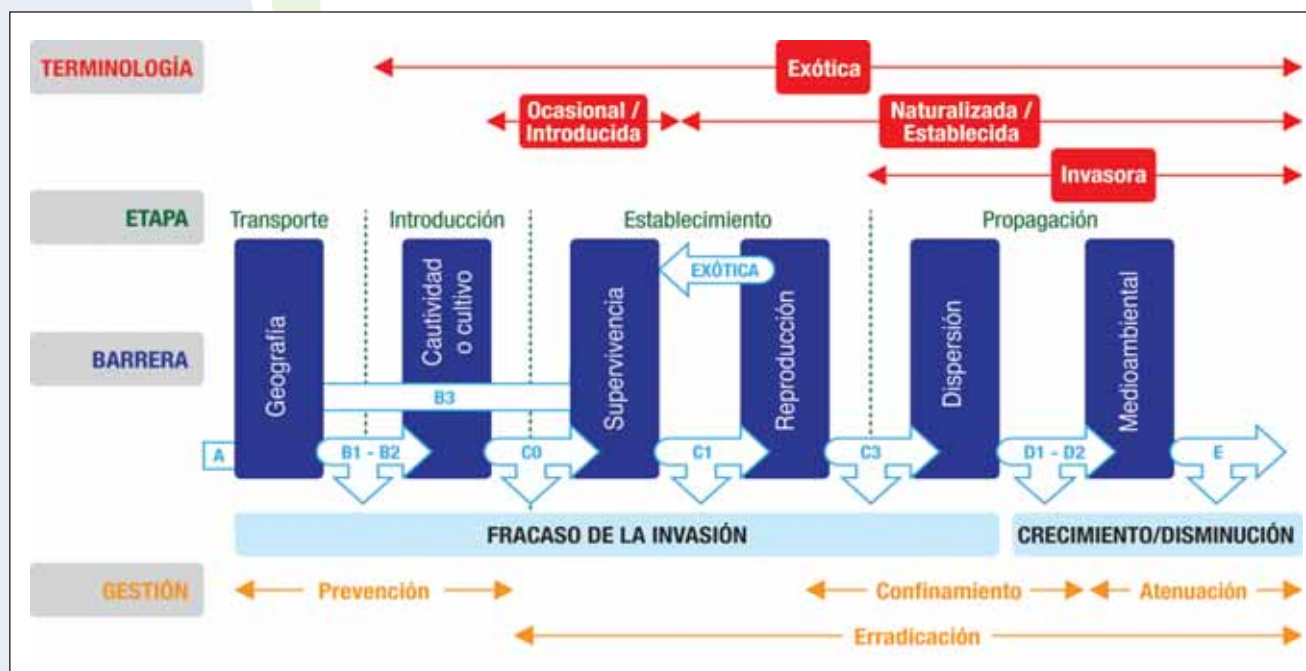 TERMINOLOGÍA
Exótica
Ocasional /
Introducida
Naturalizada /
Establecida
Invasora
ETAPA
Transporte
Introducción
Establecimiento
Propagación
BARRERA
Geografía
Cautividad
o cultivo
Supervivencia
EXÓTICA
Reproducción
Dispersión
Medioambiental
B3
A
B1 - B2
C0
C1
C3
D1 - D2
E
FRACASO DE LA INVASIÓN
CRECIMIENTO/DISMINUCIÓN
GESTIÓN
Prevención
Confinamiento
Atenuación
Erradicación